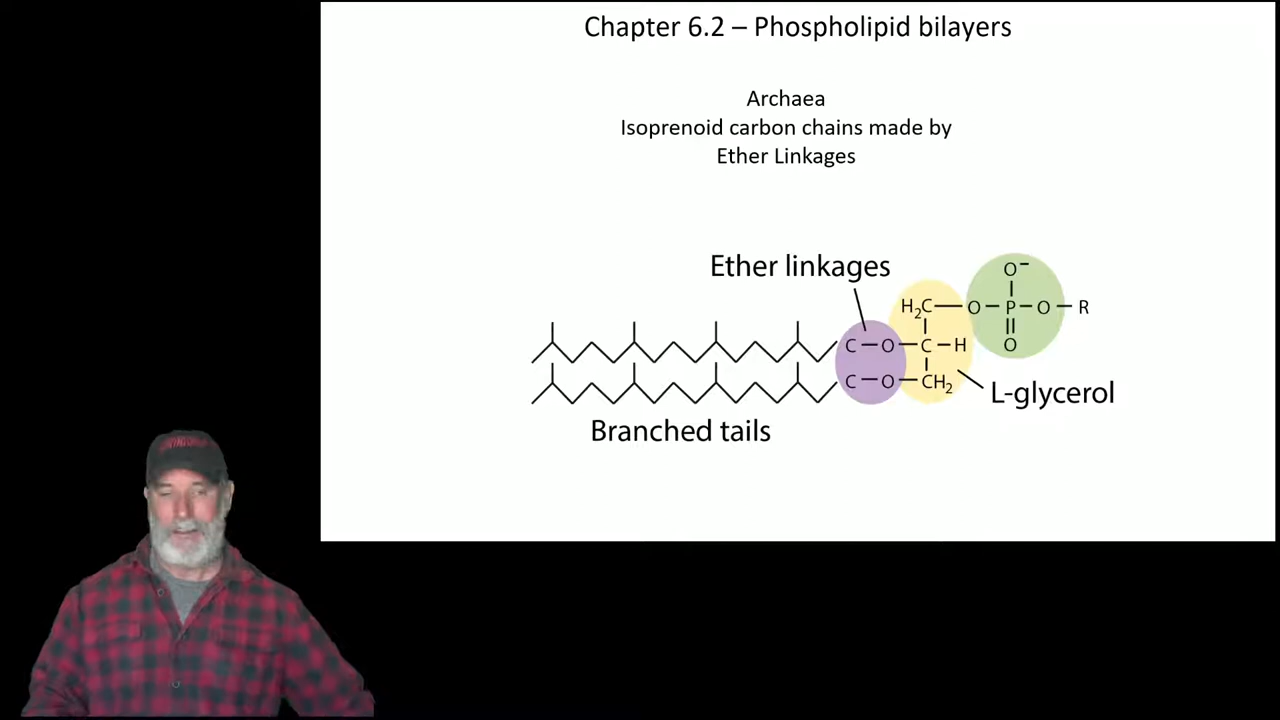 Chapter 6.2 – Phospholipid bilayers
Archaea
Isoprenoid carbon chains made by
Ether Linkages
Ether linkages
O⁻
H₂C — O – P – O – R
C – O – C – H
O
C – O – CH₂
L-glycerol
Branched tails